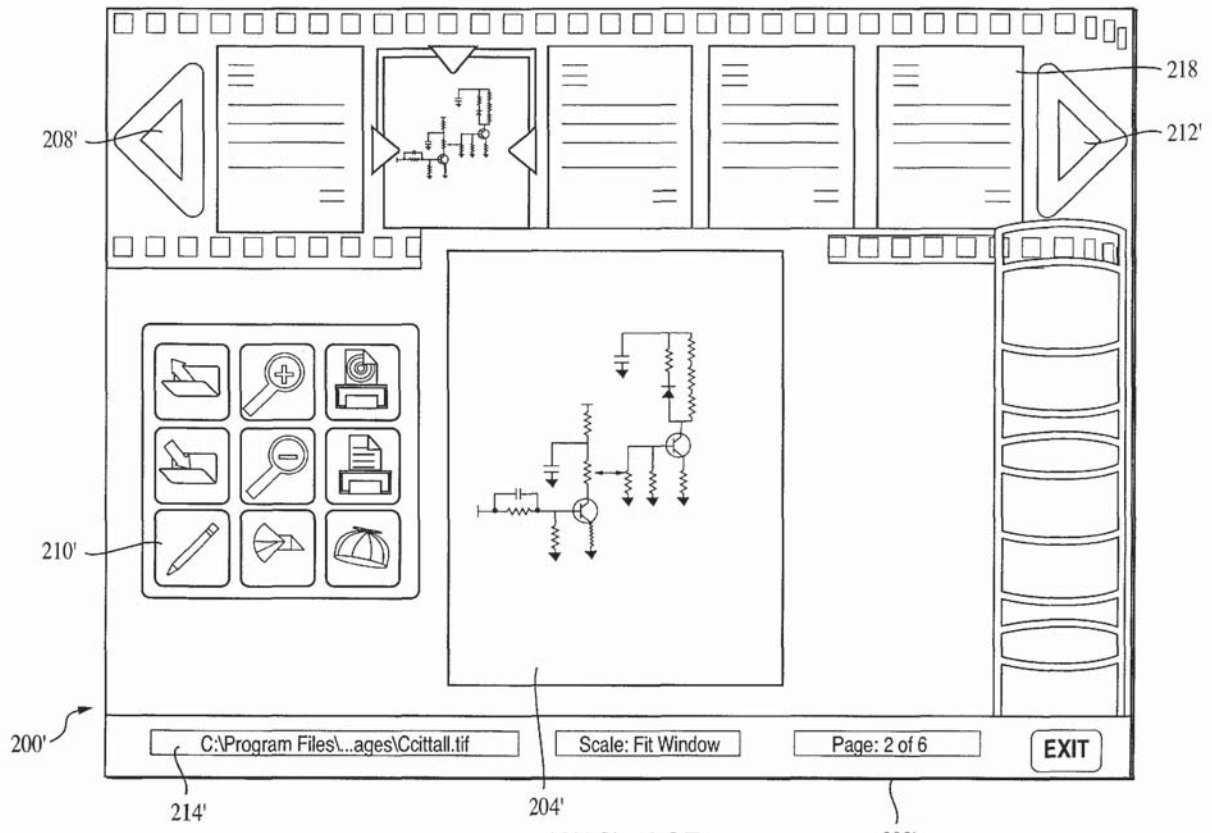 218
208'
212'
210'
200'
C:\Program Files\...ages\Ccittall.tif
Scale: Fit Window
Page: 2 of 6
EXIT
214'
204'